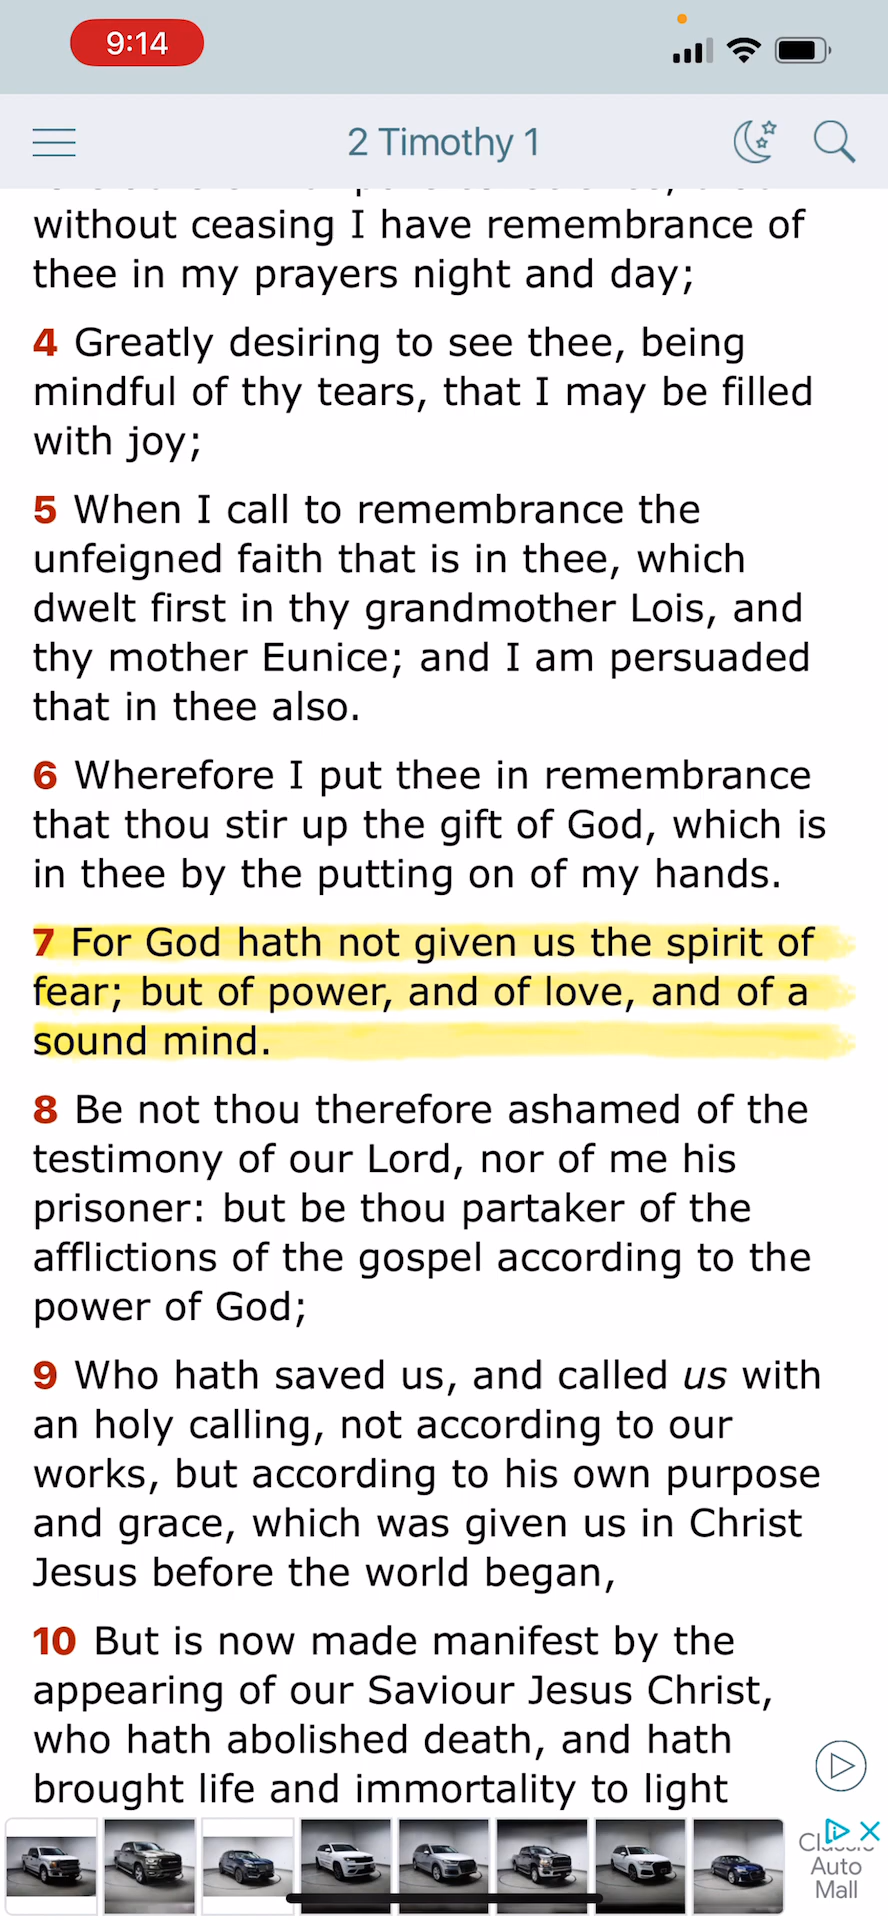 9:14
2 Timothy 1
without ceasing I have remembrance of
thee in my prayers night and day;
4 Greatly desiring to see thee, being
mindful of thy tears, that I may be filled
with joy;
5 When I call to remembrance the
unfeigned faith that is in thee, which
dwelt first in thy grandmother Lois, and
thy mother Eunice; and I am persuaded
that in thee also.
6 Wherefore I put thee in remembrance
that thou stir up the gift of God, which is
in thee by the putting on of my hands.
7 For God hath not given us the spirit of
fear; but of power, and of love, and of a
sound mind.
8 Be not thou therefore ashamed of the
testimony of our Lord, nor of me his
prisoner: but be thou partaker of the
afflictions of the gospel according to the
power of God;
9 Who hath saved us, and called us with
an holy calling, not according to our
works, but according to his own purpose
and grace, which was given us in Christ
Jesus before the world began,
10 But is now made manifest by the
appearing of our Saviour Jesus Christ,
who hath abolished death, and hath
brought life and immortality to light
Auto
Mall